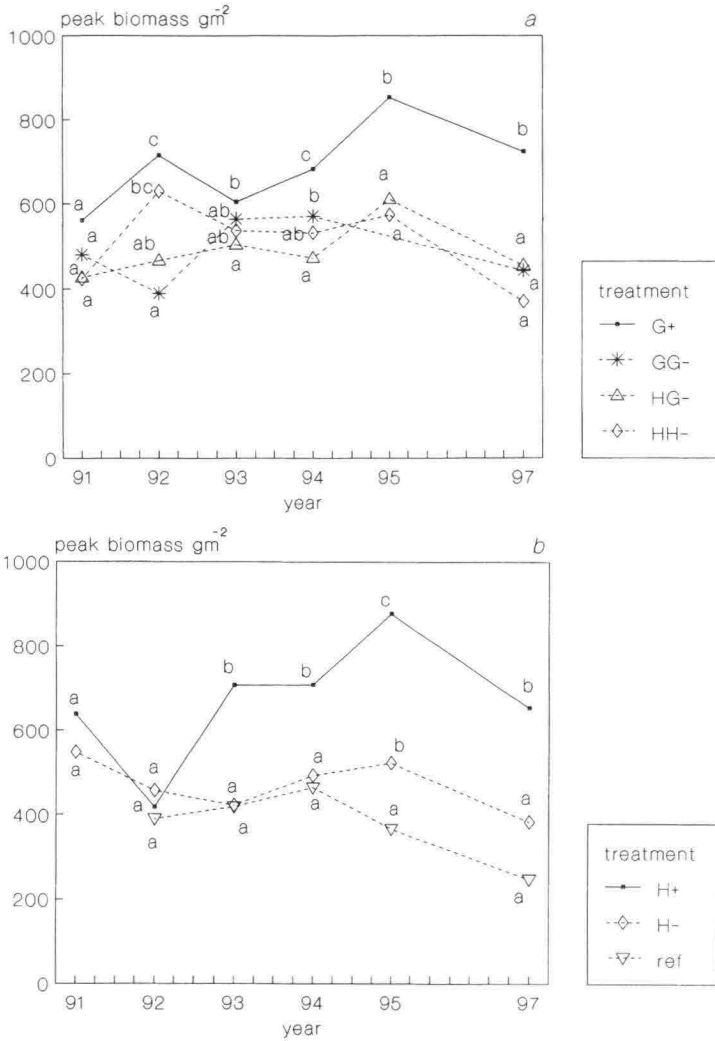 peak biomass gm-2 a
1000
a
b
b
c
c
b
800
600
a
a
a
a
bc
ab
a
ab
ab
a
b
ab
a
a
a
a
a
a
400
200
0
91 92 93 94 95 97
year
treatment
G+
GG-
HG-
HH-
peak biomass gm-2 b
1000
a
a
b
b
c
b
800
600
a
a
a
a
a
a
a
b
a
a
a
400
200
0
91 92 93 94 95 97
year
treatment
H+
H-
ref